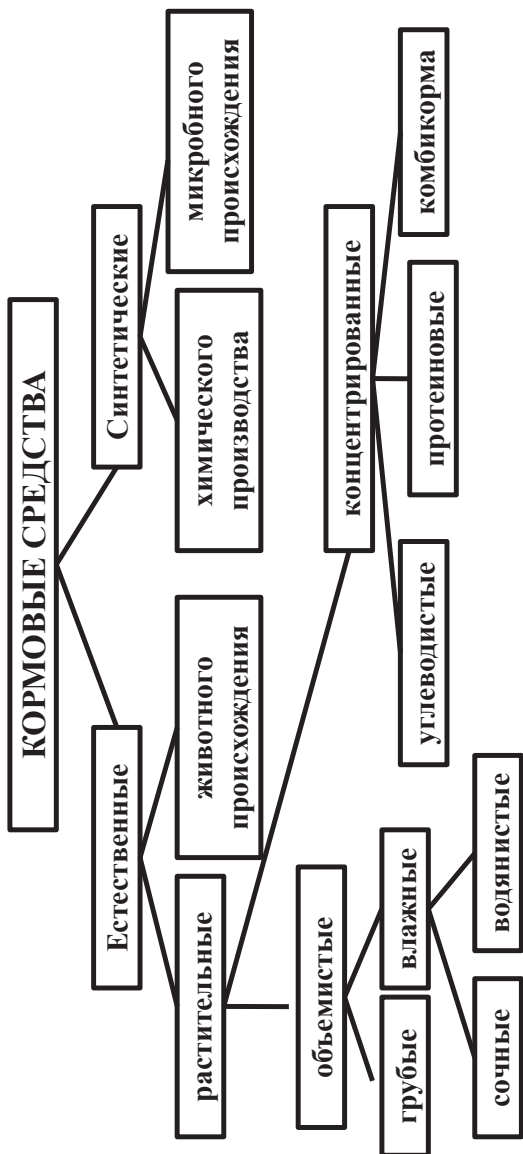 КОРМОВЫЕ СРЕДСТВА
Естественные
Синтетические
растительные
животного
происхождения
химического
производства
микробного
происхождения
объемистые
концентрированные
грубые
влажные
углеводистые
протеиновые
комбикорма
сочные
водянистые